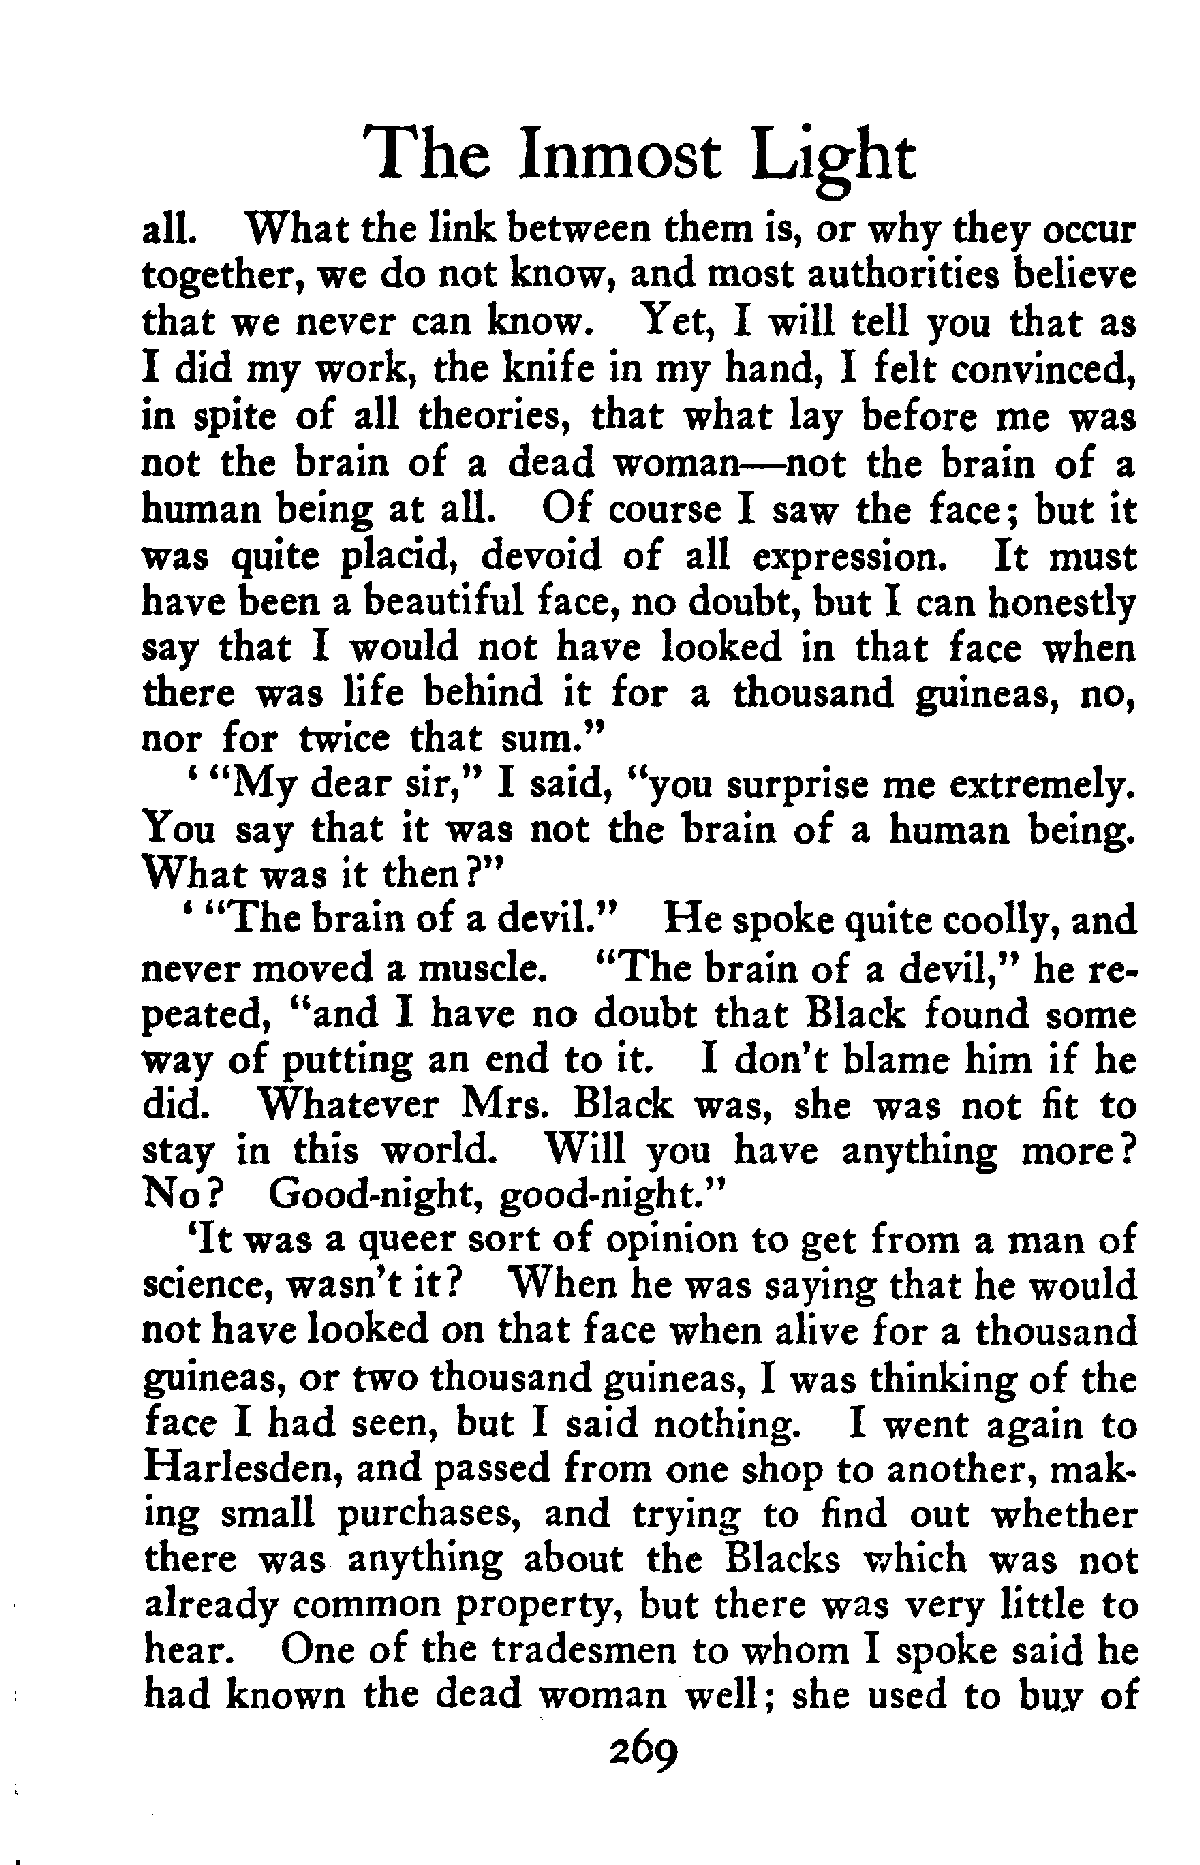 The Inmost Light
all. What the link between them is, or why they occur
together, we do not know, and most authorities believe
that we never can know. Yet, I will tell you that as
I did my work, the knife in my hand, I felt convinced,
in spite of all theories, that what lay before me was
not the brain of a dead woman—not the brain of a
human being at all. Of course I saw the face; but it
was quite placid, devoid of all expression. It must
have been a beautiful face, no doubt, but I can honestly
say that I would not have looked in that face when
there was life behind it for a thousand guineas, no,
nor for twice that sum."
' "My dear sir," I said, "you surprise me extremely.
You say that it was not the brain of a human being.
What was it then?"
' "The brain of a devil." He spoke quite coolly, and
never moved a muscle. "The brain of a devil," he re-
peated, "and I have no doubt that Black found some
way of putting an end to it. I don't blame him if he
did. Whatever Mrs. Black was, she was not fit to
stay in this world. Will you have anything more?
No? Good-night, good-night."
'It was a queer sort of opinion to get from a man of
science, wasn't it? When he was saying that he would
not have looked on that face when alive for a thousand
guineas, or two thousand guineas, I was thinking of the
face I had seen, but I said nothing. I went again to
Harlesden, and passed from one shop to another, mak-
ing small purchases, and trying to find out whether
there was anything about the Blacks which was not
already common property, but there was very little to
hear. One of the tradesmen to whom I spoke said he
had known the dead woman well; she used to buy of
269